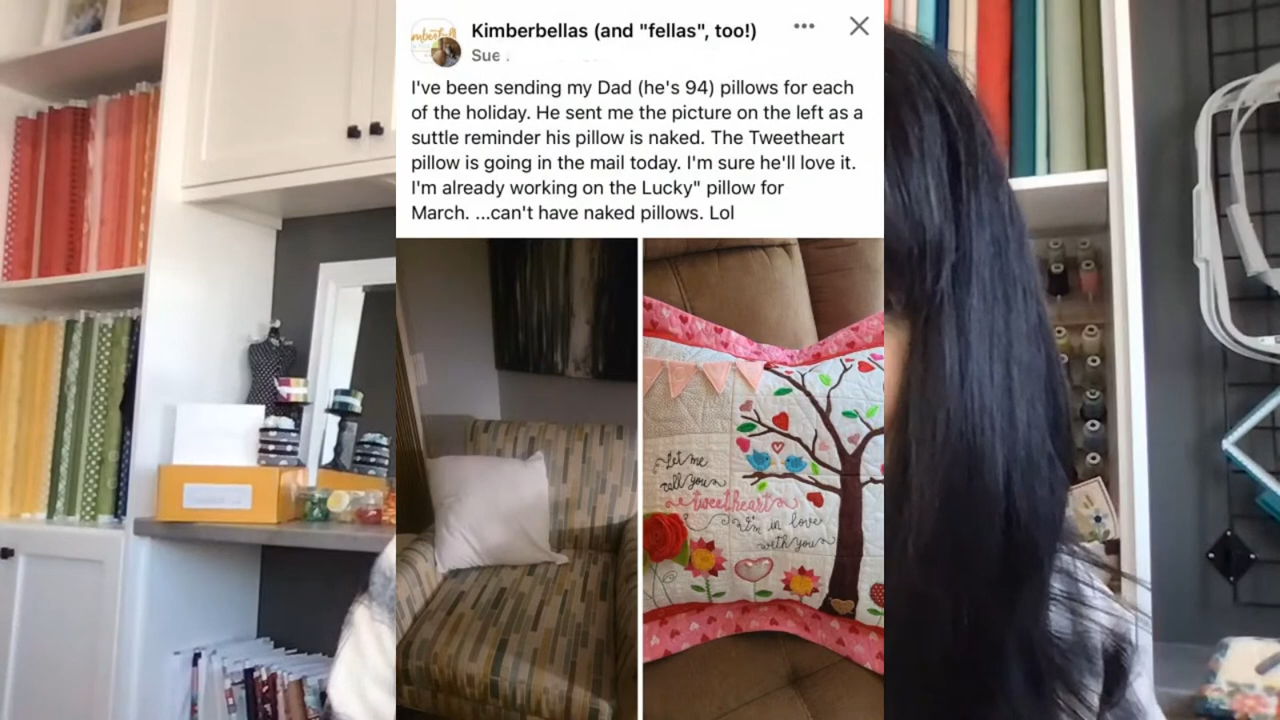 Kimberbellas (and "fellas", too!)
Sue
I've been sending my Dad (he's 94) pillows for each
of the holiday. He sent me the picture on the left as a
suttle reminder his pillow is naked. The Tweetheart
pillow is going in the mail today. I'm sure he'll love it.
I'm already working on the Lucky" pillow for
March. ...can't have naked pillows. Lol
Let me
call you
tweetheart
I'm in love
with you